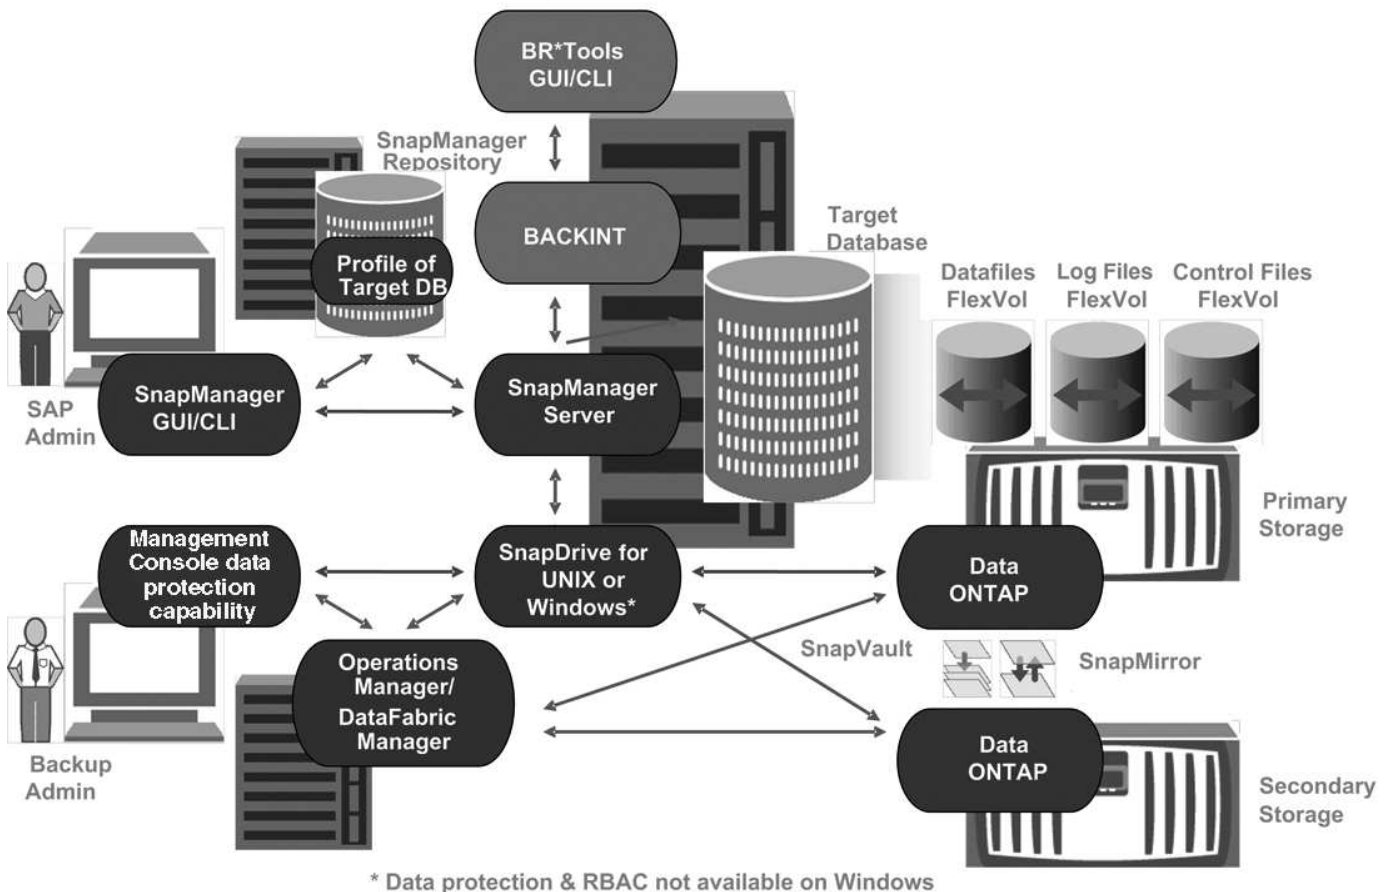 BR*Tools
GUI/CLI
SnapManager
Repository
BACKINT
Profile of
Target DB
Target
Database
Datafiles
FlexVol
Log Files
FlexVol
Control Files
FlexVol
SAP
Admin
SnapManager
GUI/CLI
SnapManager
Server
Primary
Storage
Management
Console data
protection
capability
SnapDrive for
UNIX or
Windows*
Data
ONTAP
SnapVault
SnapMirror
Operations
Manager/
DataFabric
Manager
Backup
Admin
Data
ONTAP
Secondary
Storage
* Data protection & RBAC not available on Windows